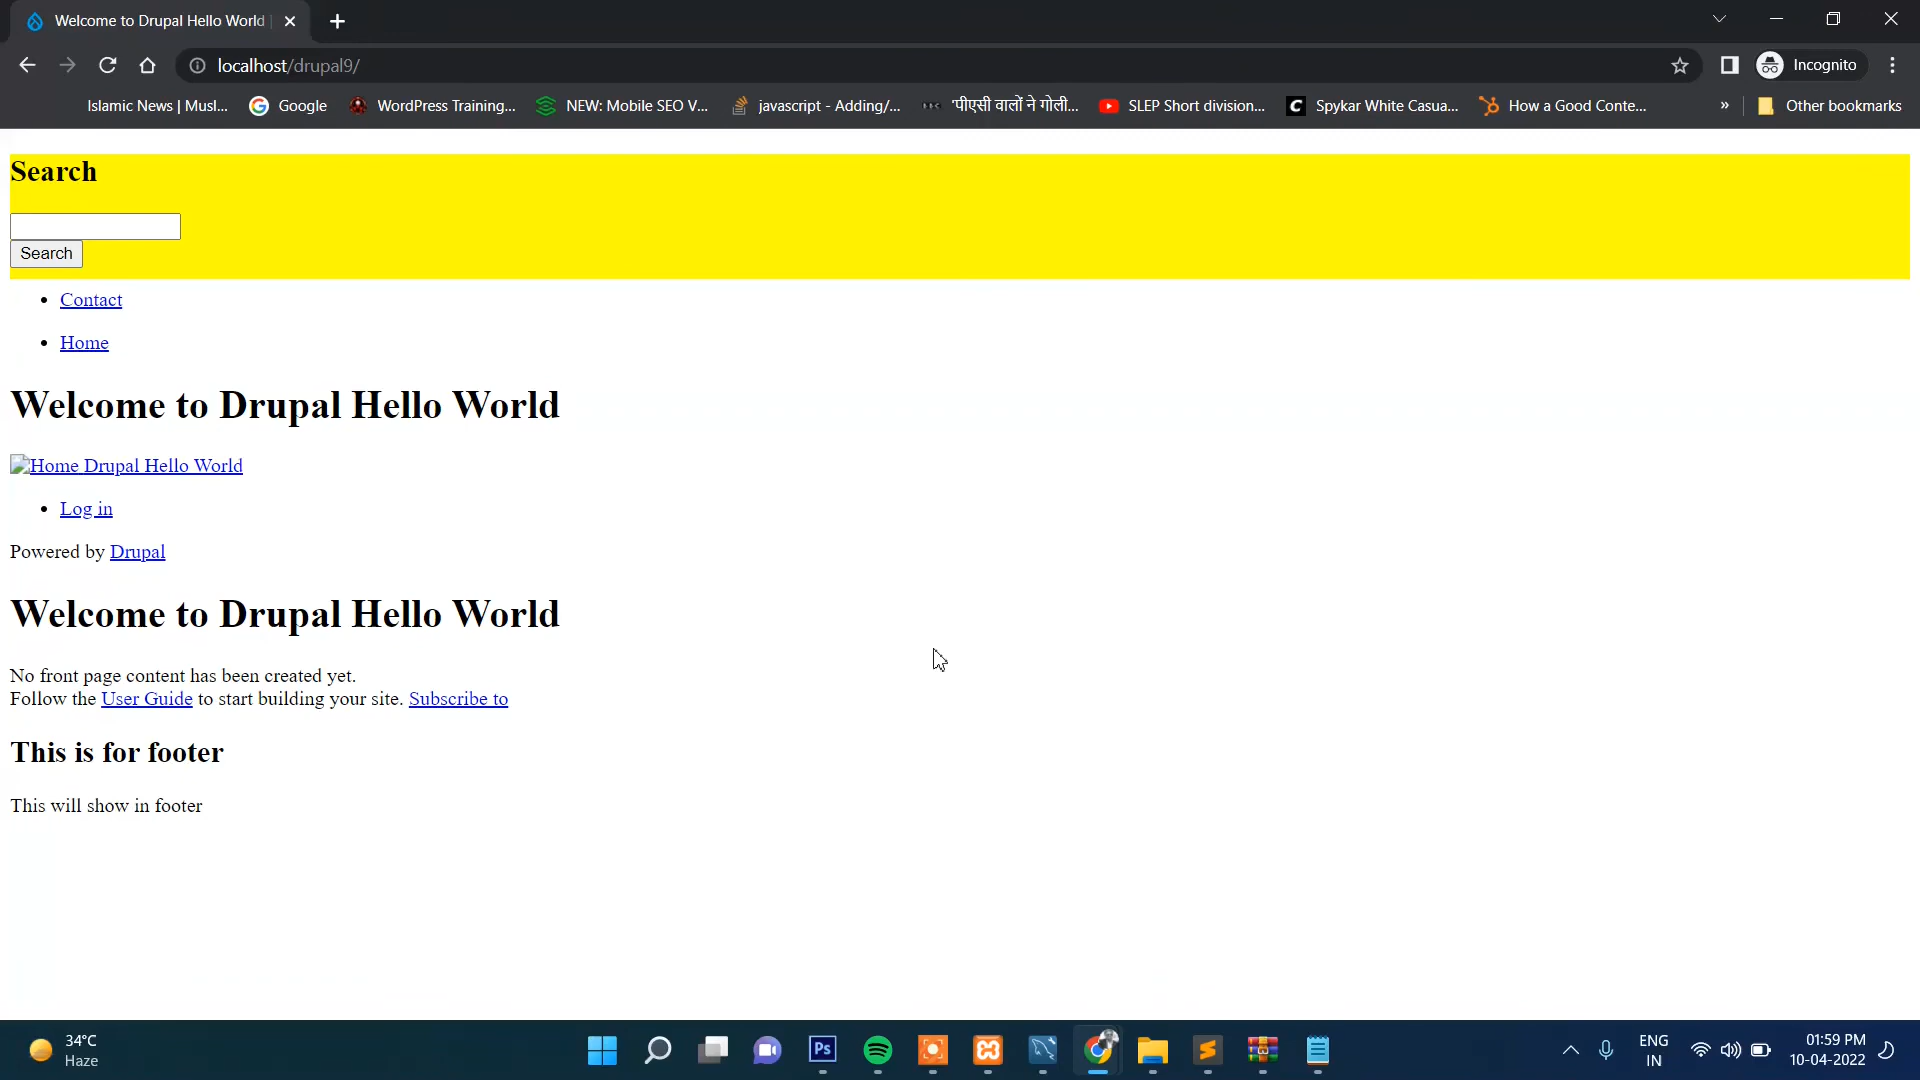 Welcome to Drupal Hello World |
localhost/drupal9/
Incognito
Islamic News | Musl...
Google
WordPress Training...
NEW: Mobile SEO V...
javascript - Adding/...
'पीएसी वालों ने गोली...
SLEP Short division...
Spykar White Casua...
How a Good Conte...
»
Other bookmarks
Search
Search
Contact
Home
Welcome to Drupal Hello World
Home Drupal Hello World
Log in
Powered by Drupal
Welcome to Drupal Hello World
No front page content has been created yet.
Follow the User Guide to start building your site. Subscribe to
This is for footer
This will show in footer
34°C
Haze
Ps
ENG
IN
01:59 PM
10-04-2022